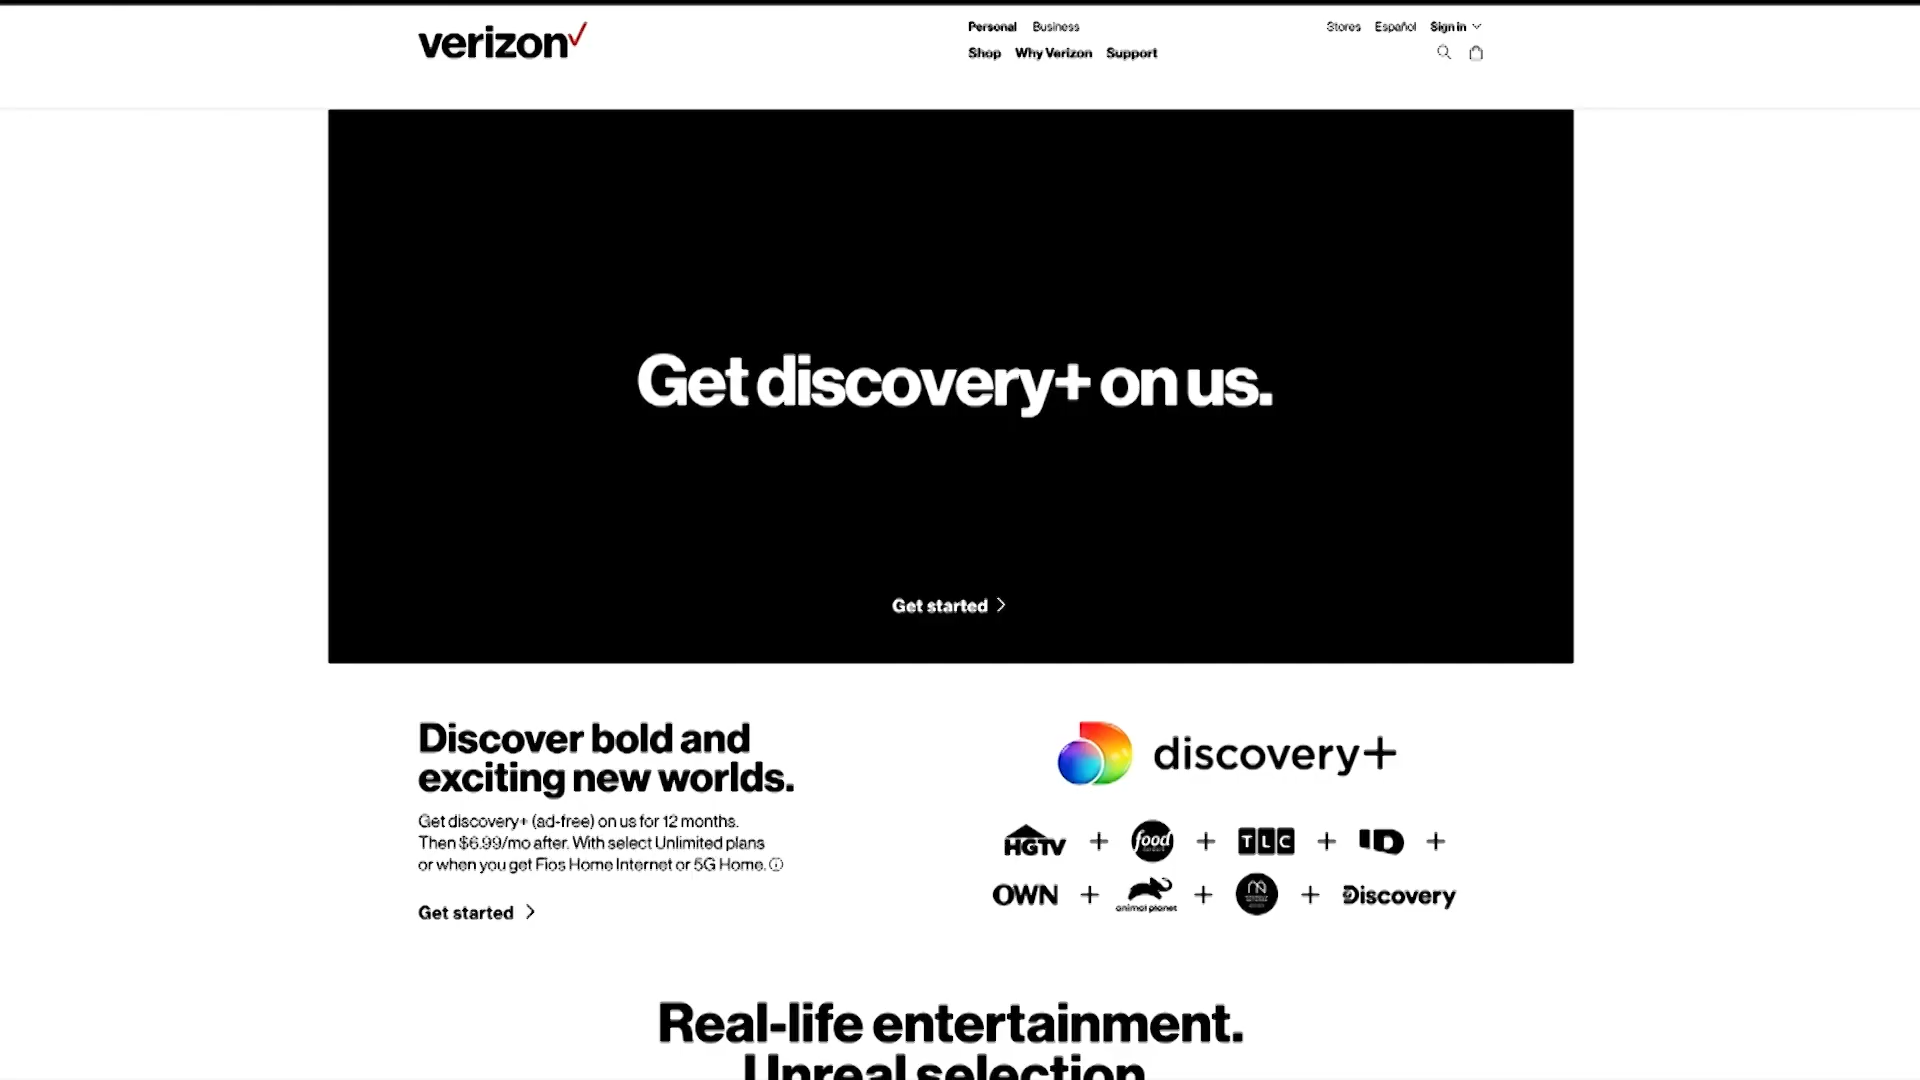 verizon
Personal Business
Stores Español Sign in
Shop Why Verizon Support
Get discovery+ on us.
Get started
Discover bold and
exciting new worlds.
Get discovery+ (ad-free) on us for 12 months.
Then $6.99/mo after. With select Unlimited plans
or when you get Fios Home Internet or 5G Home.
Get started
discovery+
HGTV + food + TLC + ID +
OWN + animal planet + + Discovery
Real-life entertainment.
Unreal selection.